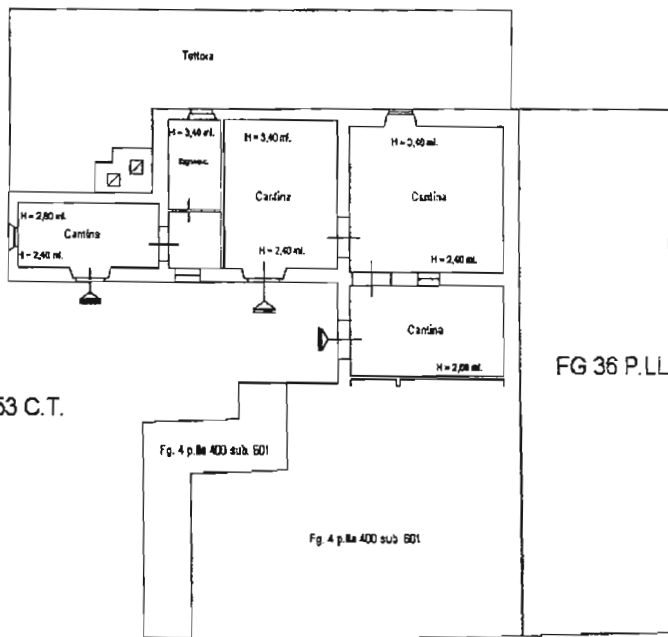 Tettoia
H = 3,40 ml.
H = 3,40 ml.
H = 3,40 ml.
Cantina
Cantina
H = 2,80 ml.
Cantina
H = 2,40 ml.
H = 2,40 ml.
H = 2,40 ml.
Cantina
H = 2,00 ml.
FG 36 P.LL
53 C.T.
Fg. 4 p.lla 400 sub. 601
Fg. 4 p.lla 400 sub. 601